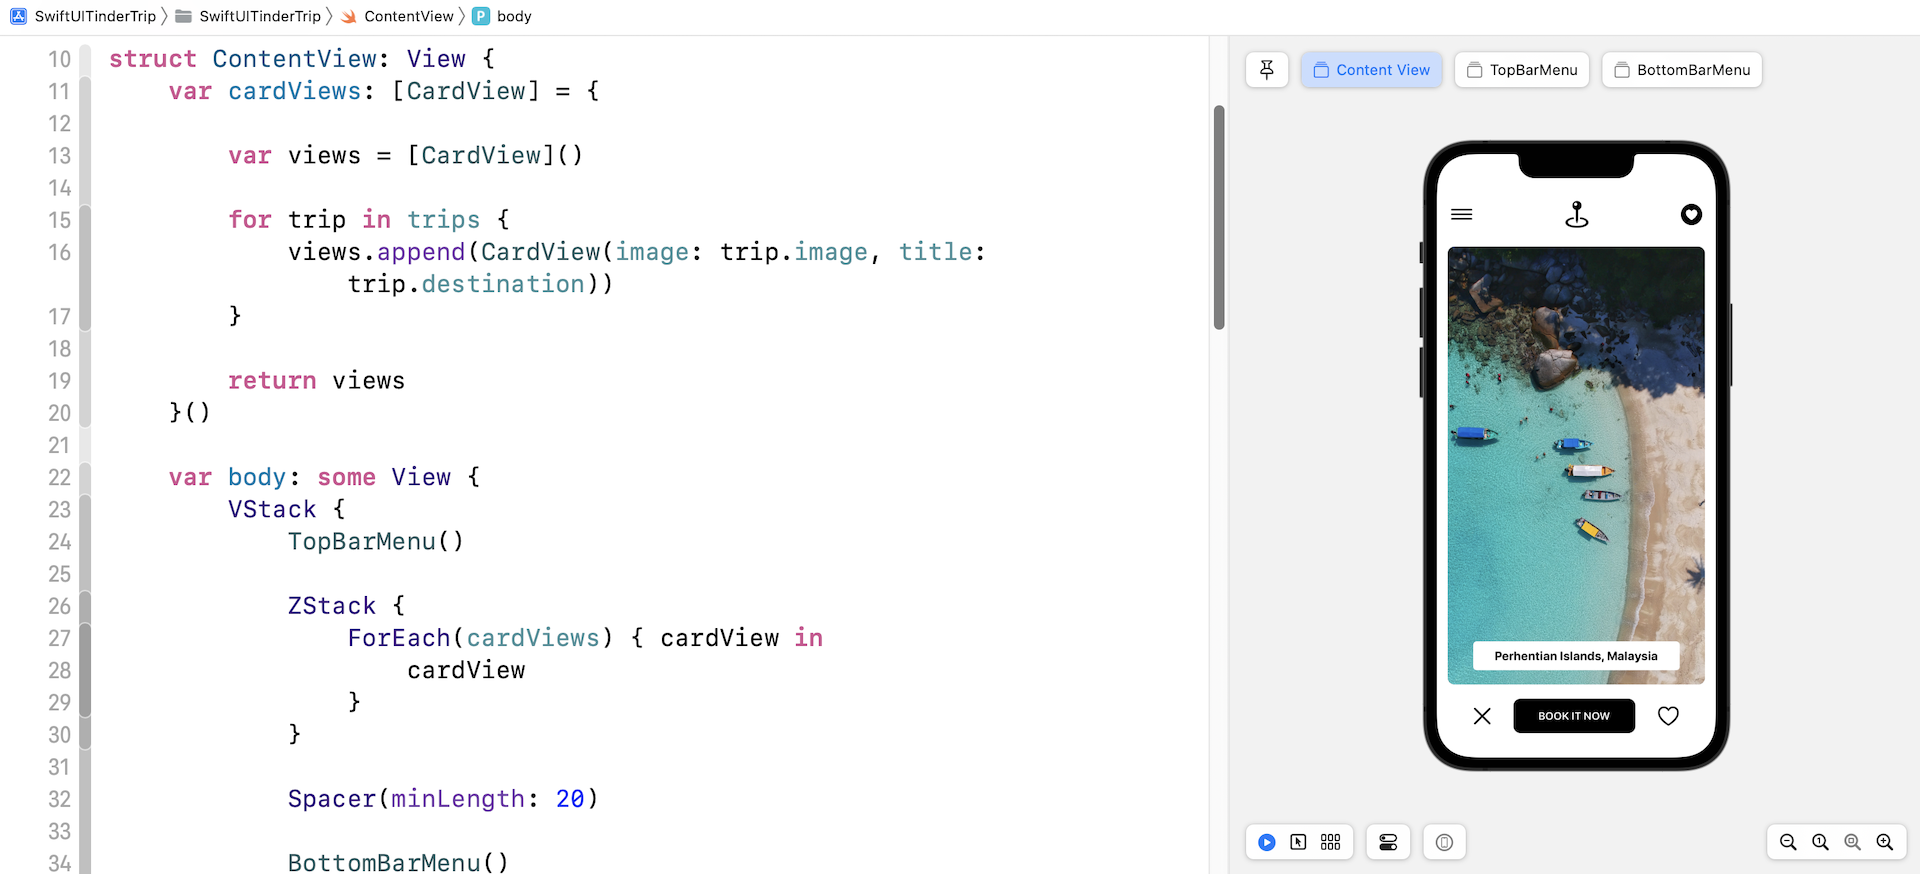 SwiftUITinderTrip SwiftUITinderTrip ContentView P body
10 struct ContentView: View {
11 var cardViews: [CardView] = {
12
13 var views = [CardView]()
14
15 for trip in trips {
16 views.append(CardView(image: trip.image, title:
trip.destination))
17 }
18
19 return views
20 }()
21
22 var body: some View {
23 VStack {
24 TopBarMenu()
25
26 ZStack {
27 ForEach(cardViews) { cardView in
28 cardView
29 }
30 }
31
32 Spacer(minLength: 20)
33
34 BottomBarMenu()
Content View TopBarMenu BottomBarMenu
Perhentian Islands, Malaysia
BOOK IT NOW